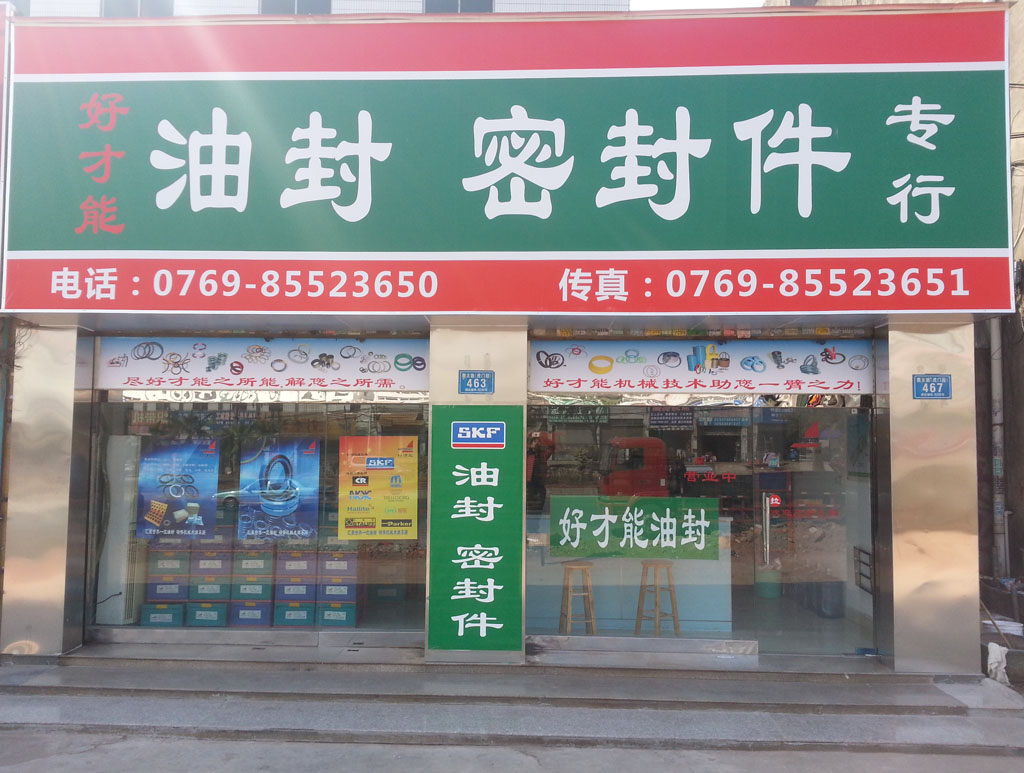 好才能
油封 密封件
专行
电话：0769-85523650
传真：0769-85523651
尽好才能之所能,解您之所需。
好才能机械技术助您一臂之力!
463
467
SKF
油封 密封件
SKF
CR
NOK
Hallite
Parker
营业中
好才能油封
拉